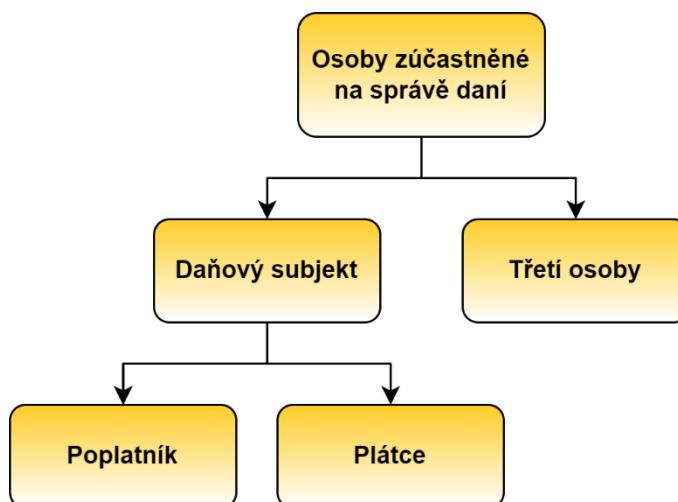 Osoby zúčastněné
na správě daní
Daňový subjekt
Třetí osoby
Poplatník
Plátce